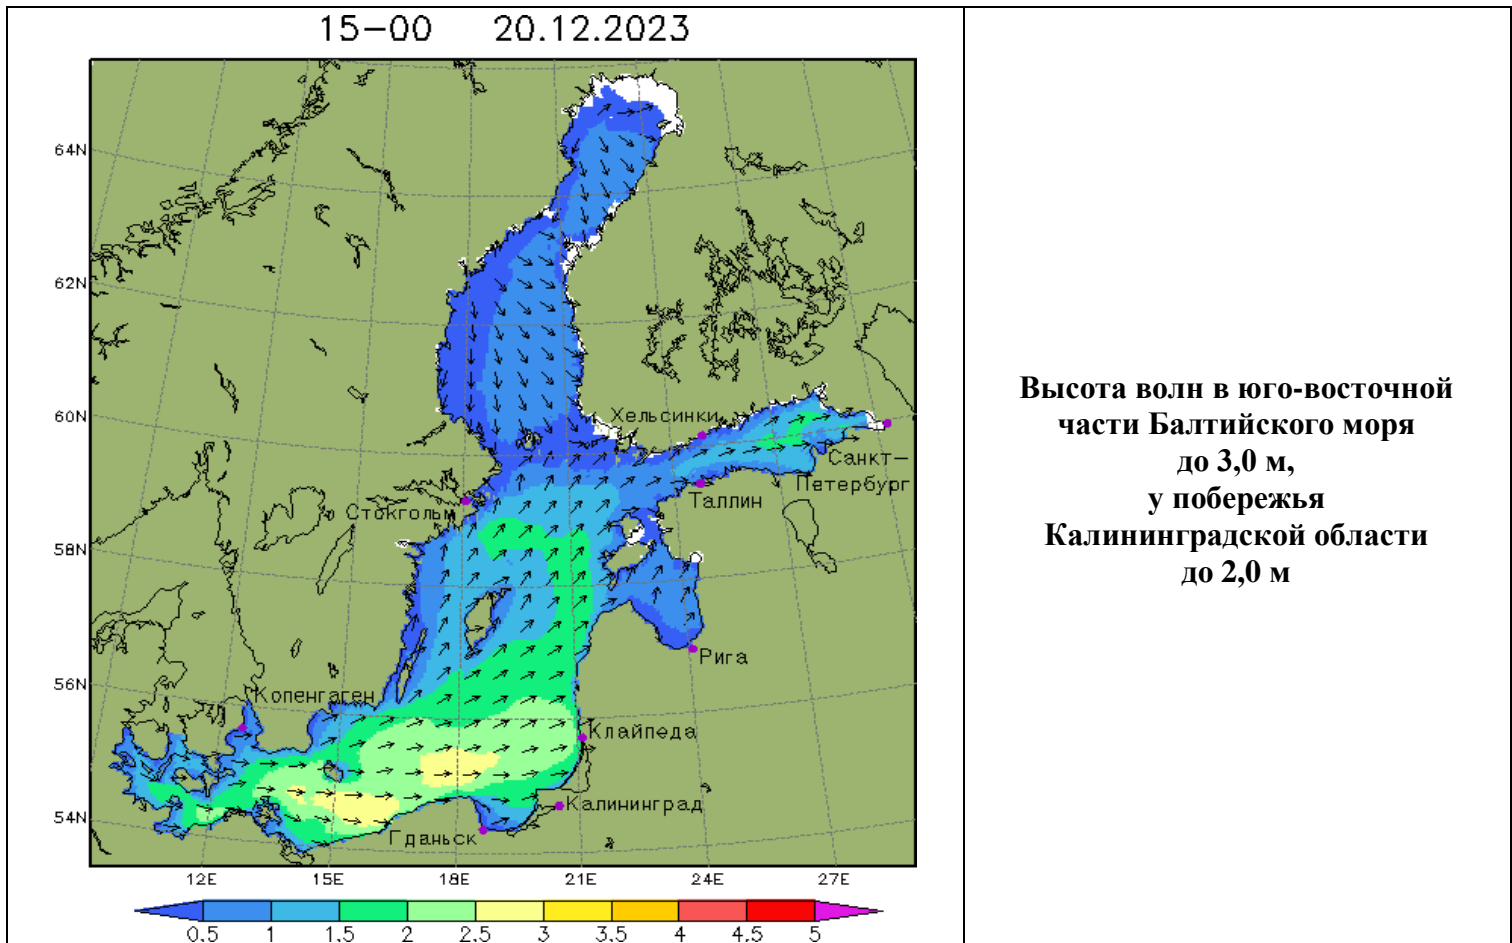 15-00 20.12.2023
64N
62N
60N
58N
56N
54N
Хельсинки
Санкт-
Петербург
Таллин
Стокгольм
Рига
Копенгаген
Клайпеда
Калининград
Гданьск
12E 15E 18E 21E 24E 27E
0.5 1 1.5 2 2.5 3 3.5 4 4.5 5
Высота волн в юго-восточной
части Балтийского моря
до 3,0 м,
у побережья
Калининградской области
до 2,0 м